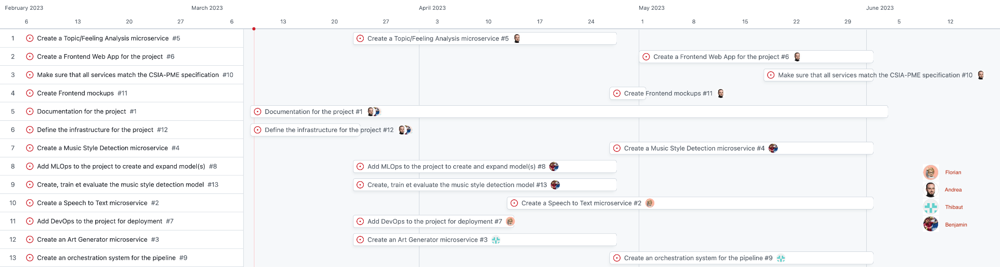 February 2023 March 2023 April 2023 May 2023 June 2023
6 13 20 27 6 13 20 27 3 10 17 24 1 8 15 22 29 5 12
1 Create a Topic/Feeling Analysis microservice #5 Create a Topic/Feeling Analysis microservice #5
2 Create a Frontend Web App for the project #6 Create a Frontend Web App for the project #6
3 Make sure that all services match the CSIA-PME specification #10 Make sure that all services match the CSIA-PME specification #10
4 Create Frontend mockups #11 Create Frontend mockups #11
5 Documentation for the project #1 Documentation for the project #1
6 Define the infrastructure for the project #12 Define the infrastructure for the project #12
7 Create a Music Style Detection microservice #4 Create a Music Style Detection microservice #4
8 Add MLOps to the project to create and expand model(s) #8 Add MLOps to the project to create and expand model(s) #8
Florian
9 Create, train et evaluate the music style detection model #13 Create, train et evaluate the music style detection model #13
Andrea
10 Create a Speech to Text microservice #2 Create a Speech to Text microservice #2
Thibaut
11 Add DevOps to the project for deployment #7 Add DevOps to the project for deployment #7
Benjamin
12 Create an Art Generator microservice #3 Create an Art Generator microservice #3
13 Create an orchestration system for the pipeline #9 Create an orchestration system for the pipeline #9